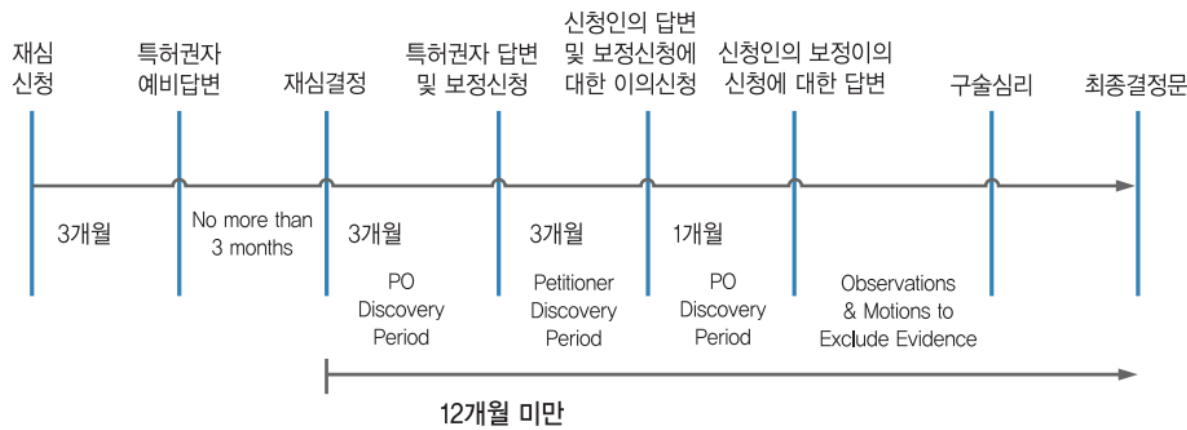 재심
신청
특허권자
예비답변
재심결정
특허권자 답변
및 보정신청
신청인의 답변
및 보정신청에
대한 이의신청
신청인의 보정이의
신청에 대한 답변
구술심리
최종결정문
3개월
No more than
3 months
3개월
3개월
1개월
PO
Discovery
Period
Petitioner
Discovery
Period
PO
Discovery
Period
Observations
& Motions to
Exclude Evidence
12개월 미만